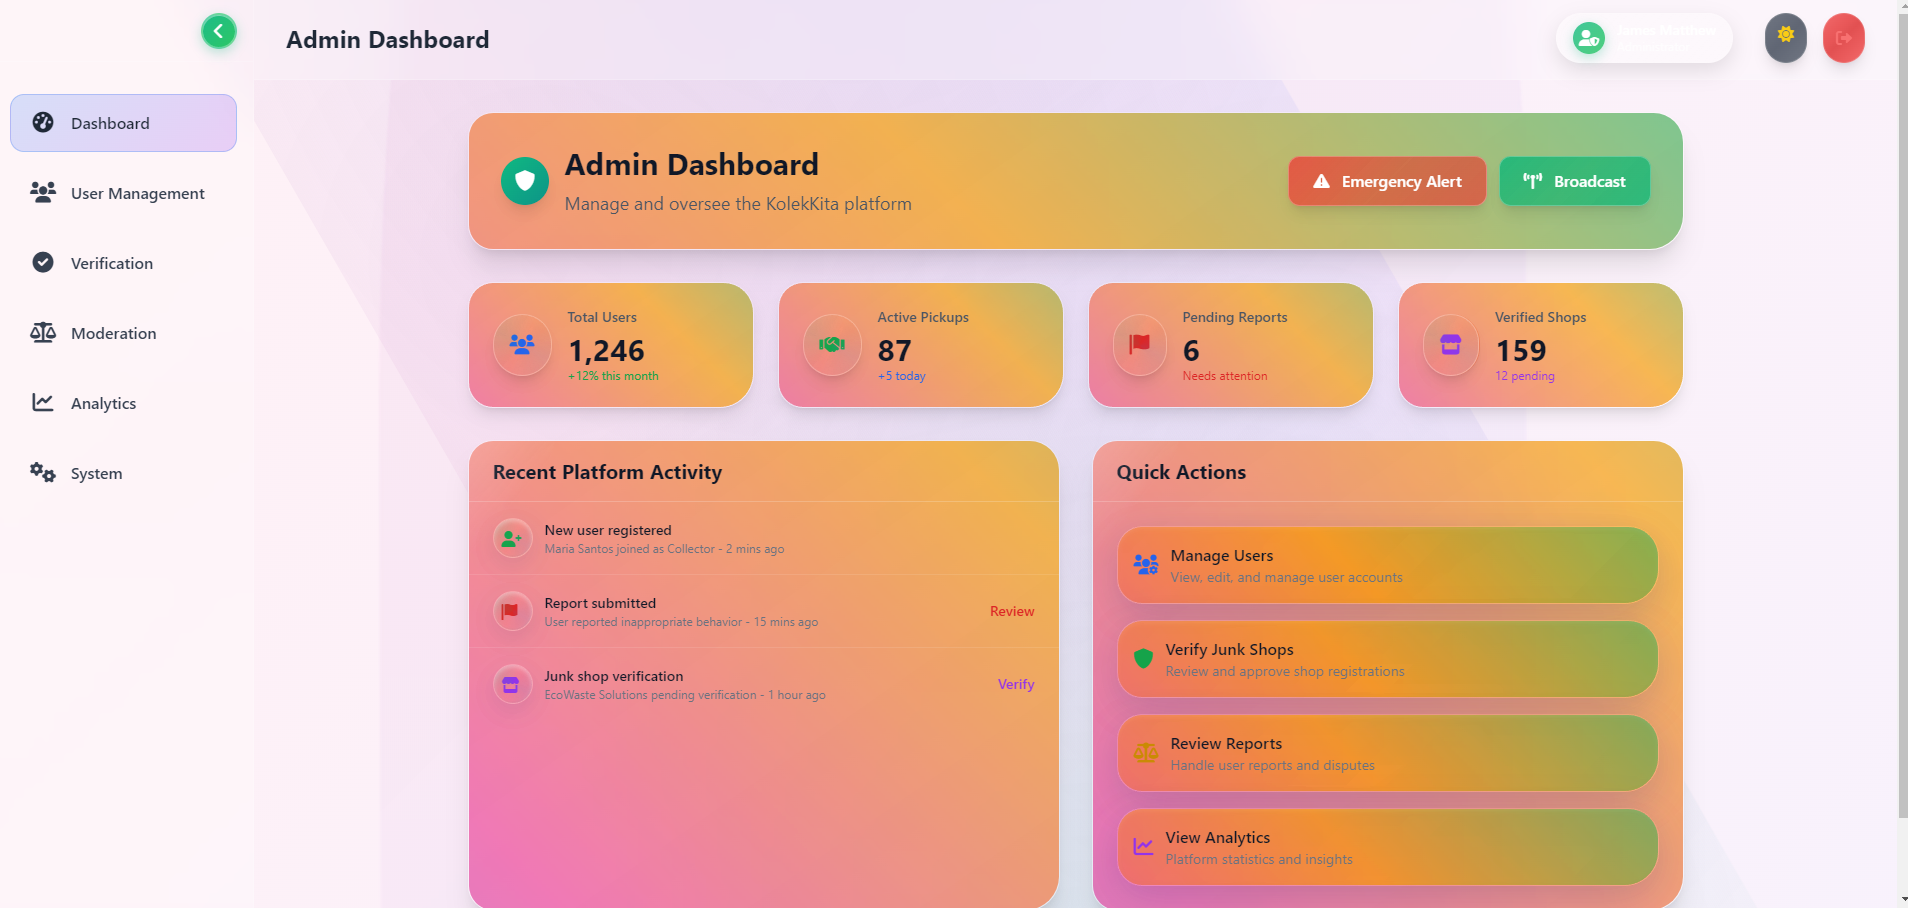 Admin Dashboard
Dashboard
User Management
Verification
Moderation
Analytics
System
Admin Dashboard
Manage and oversee the KolekKita platform
Emergency Alert
Broadcast
Total Users
1,246
+12% this month
Active Pickups
87
+5 today
Pending Reports
6
Needs attention
Verified Shops
159
12 pending
Recent Platform Activity
New user registered
Maria Santos joined as Collector - 2 mins ago
Report submitted
User reported inappropriate behavior - 15 mins ago
Review
Junk shop verification
EcoWaste Solutions pending verification - 1 hour ago
Verify
Quick Actions
Manage Users
View, edit, and manage user accounts
Verify Junk Shops
Review and approve shop registrations
Review Reports
Handle user reports and disputes
View Analytics
Platform statistics and insights